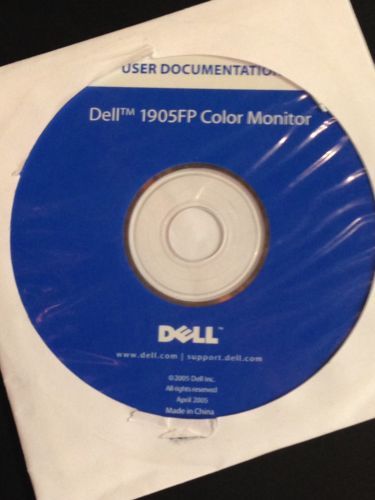 USER DOCUMENTATION
Dell™ 1905FP Color Monitor
DELL™
www.dell.com | support.dell.com
©2005 Dell Inc.
All rights reserved
April 2005
Made in China